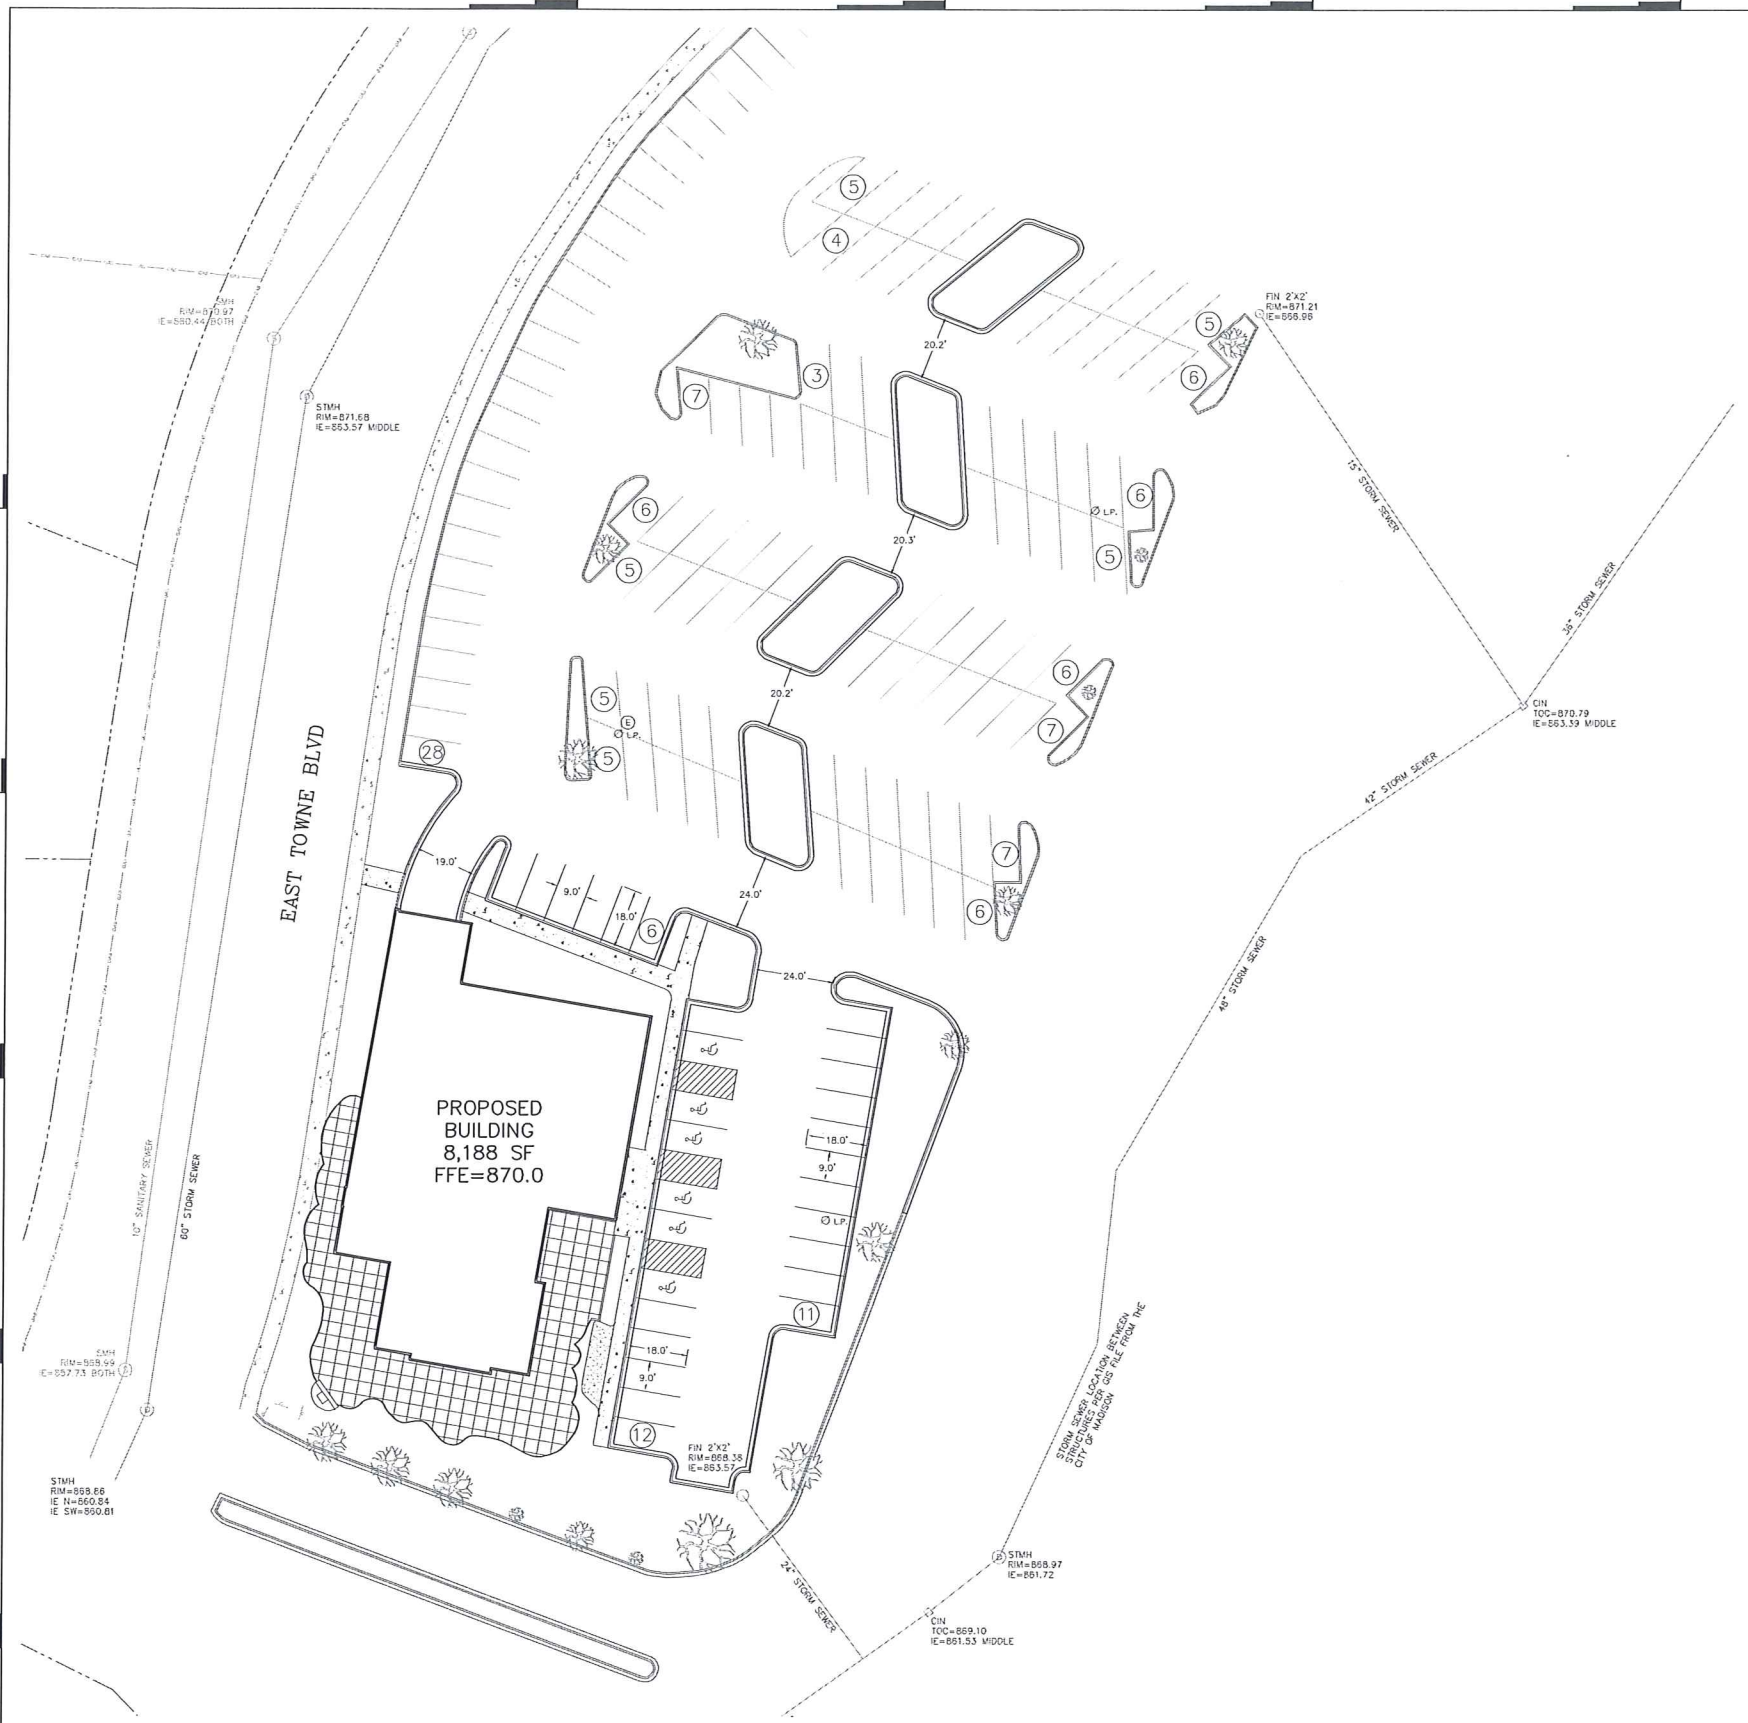 5
4
FIN 2'X2'
RIM=871.21
IE=866.96
5
6
SMH
RIM=870.97
IE=860.44 BOTH
20.2'
3
7
STMH
RIM=871.68
IE=863.57 MIDDLE
6
5
20.3'
6
Ø L.P.
5
15" STORM SEWER
36" STORM SEWER
20.2'
5
E
Ø L.P.
5
6
7
CIN
TOC=870.79
IE=863.39 MIDDLE
42" STORM SEWER
28
EAST TOWNE BLVD
19.0'
9.0'
18.0'
6
24.0'
7
6
24.0'
48" STORM SEWER
PROPOSED
BUILDING
8,188 SF
FFE=870.0
18.0'
9.0'
Ø L.P.
11
10" SANITARY SEWER
60" STORM SEWER
18.0'
9.0'
12
FIN 2'X2'
RIM=868.36
IE=863.57
SMH
RIM=868.99
IE=857.73 BOTH
STMH
RIM=868.86
IE N=860.84
IE SW=860.81
STORM SEWER LOCATION BETWEEN
STRUCTURES PER GIS FILE FROM THE
CITY OF MADISON
24" STORM SEWER
STMH
RIM=868.97
IE=861.72
CIN
TOC=869.10
IE=861.53 MIDDLE